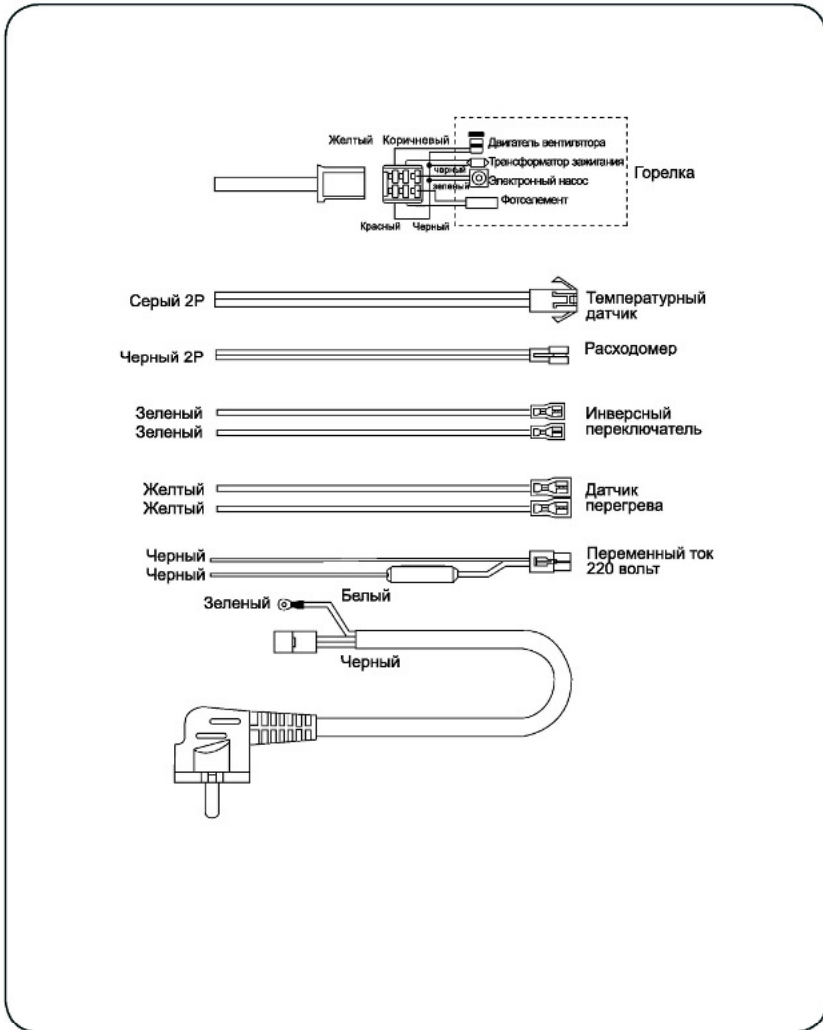 Желтый Коричневый
Двигатель вентилятора
Трансформатор зажигания
черный
Электронный насос
Горелка
зеленый
Фотоэлемент
Красный Черный
Серый 2P
Температурный
датчик
Черный 2P
Расходомер
Зеленый
Зеленый
Инверсный
переключатель
Желтый
Желтый
Датчик
перегрева
Черный
Черный
Переменный ток
220 вольт
Белый
Зеленый
Черный